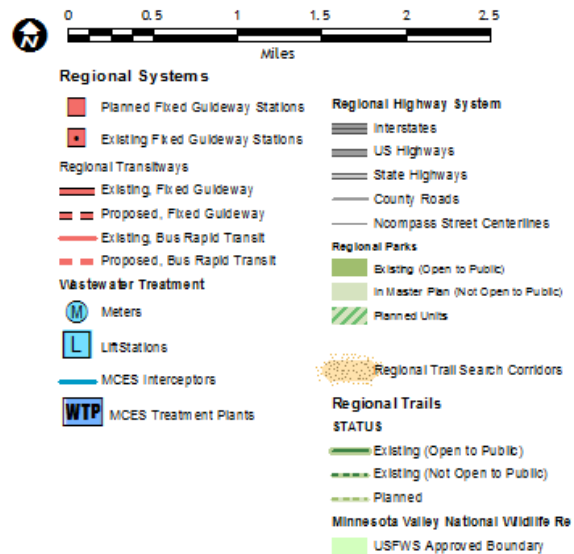 N
0 0.5 1 1.5 2 2.5
Miles
Regional Systems
Planned Fixed Guideway Stations
Existing Fixed Guideway Stations
Regional Transitways
Existing, Fixed Guideway
Proposed, Fixed Guideway
Existing, Bus Rapid Transit
Proposed, Bus Rapid Transit
Wastewater Treatment
M Meters
L LiftStations
MCES Interceptors
WTP MCES Treatment Plants
Regional Highway System
Interstates
US Highways
State Highways
County Roads
Ncompass Street Centerlines
Regional Parks
Existing (Open to Public)
In Master Plan (Not Open to Public)
Planned Units
Regional Trail Search Corridors
Regional Trails
STATUS
Existing (Open to Public)
Existing (Not Open to Public)
Planned
Minnesota Valley National Wildlife Re
USFWS Approved Boundary